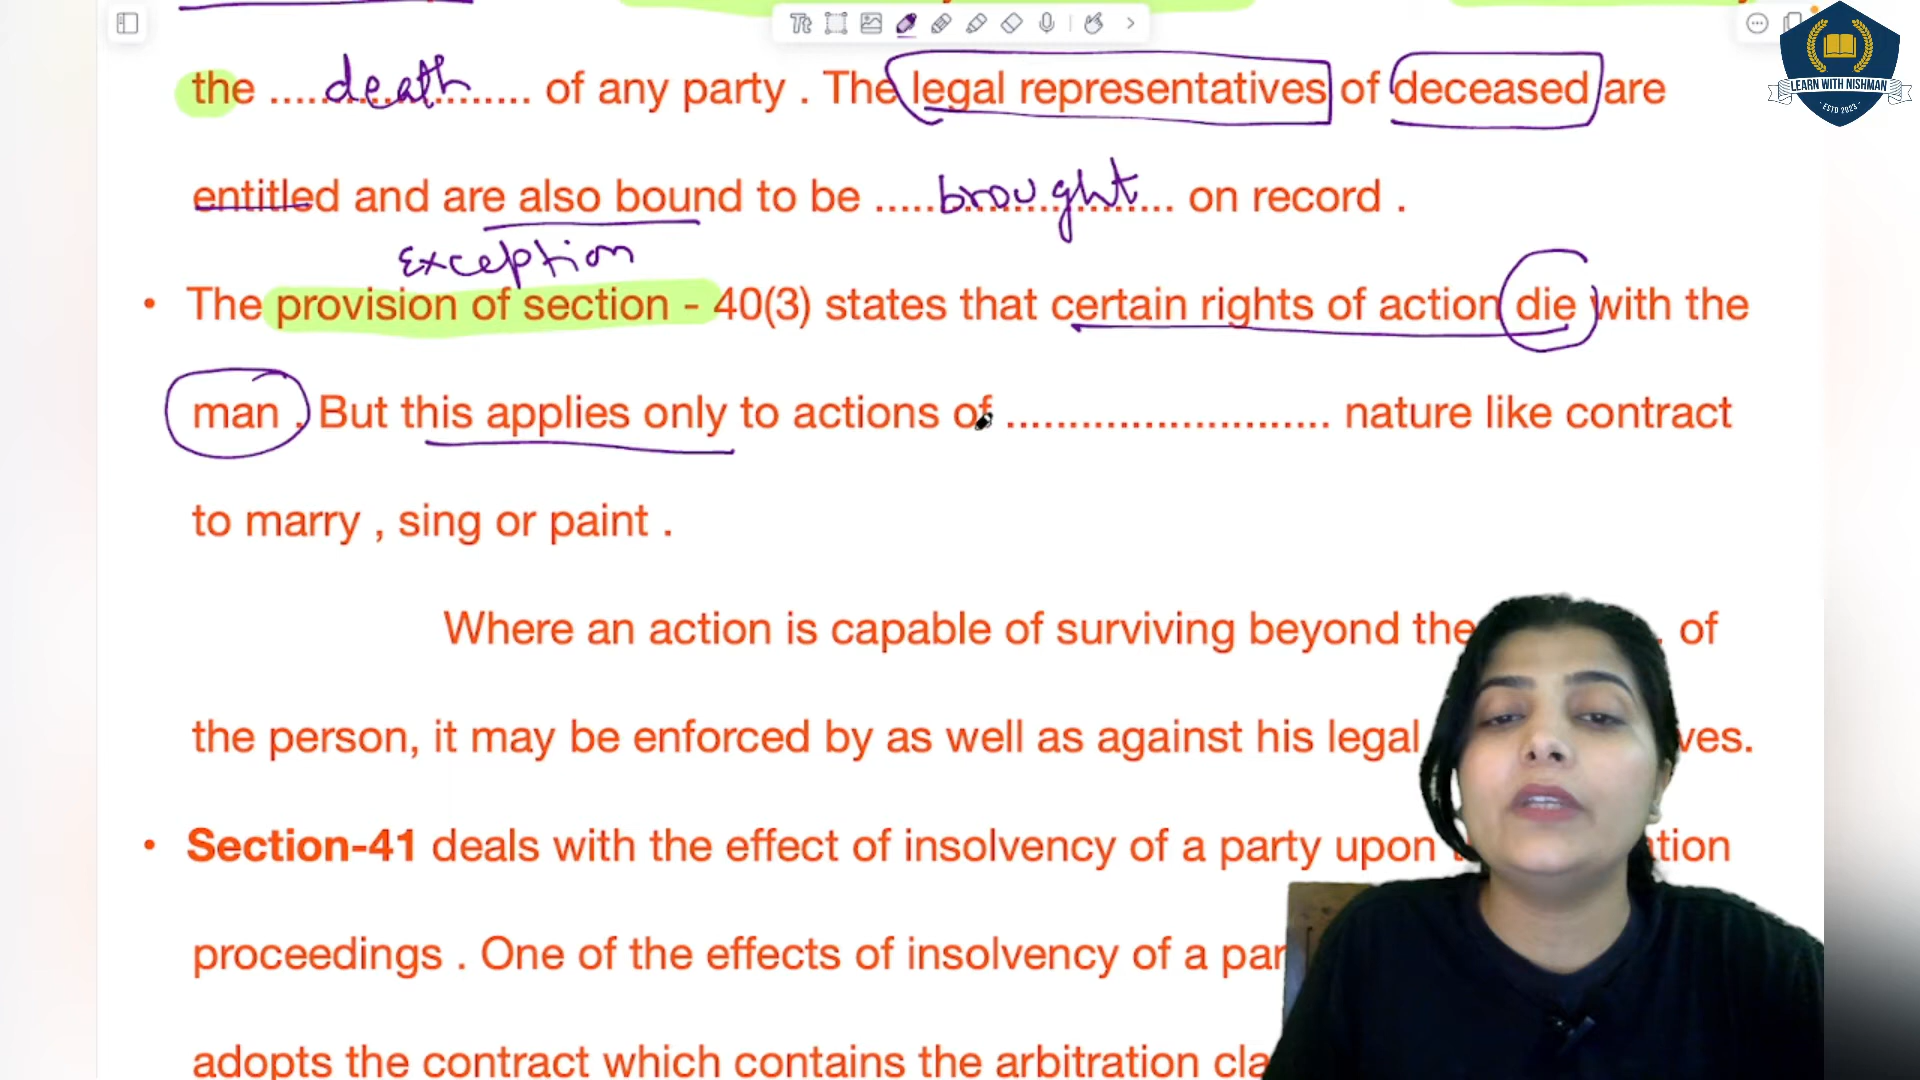 the ..... death ..... of any party . The legal representatives of deceased are
LEARN WITH NISHMAN
ESTD 2023
entitled and are also bound to be ..... brought ..... on record .
Exception
• The provision of section - 40(3) states that certain rights of action die with the
man . But this applies only to actions of ........................... nature like contract
to marry , sing or paint .
Where an action is capable of surviving beyond the . of
the person, it may be enforced by as well as against his legal ves.
• Section-41 deals with the effect of insolvency of a party upon tion
proceedings . One of the effects of insolvency of a par
adopts the contract which contains the arbitration cla